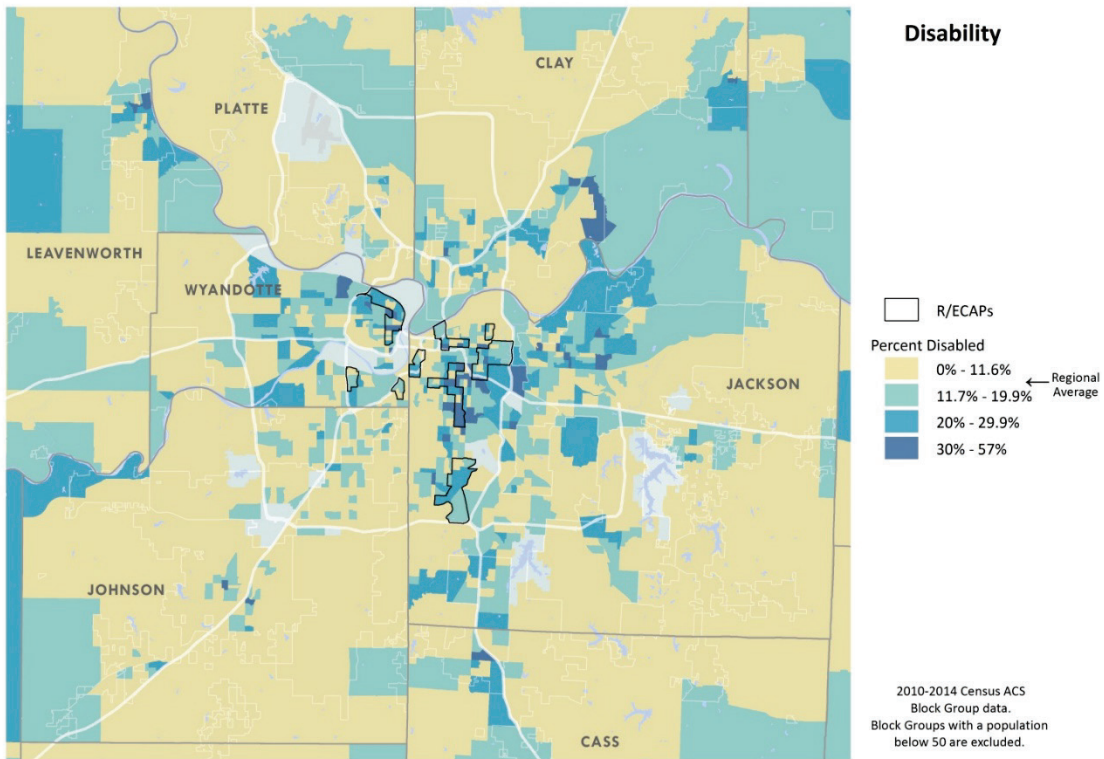 Disability
CLAY
PLATTE
LEAVENWORTH
WYANDOTTE
JACKSON
JOHNSON
CASS
R/ECAPs
Percent Disabled
0% - 11.6%
Regional
Average
11.7% - 19.9%
20% - 29.9%
30% - 57%
2010-2014 Census ACS
Block Group data.
Block Groups with a population
below 50 are excluded.